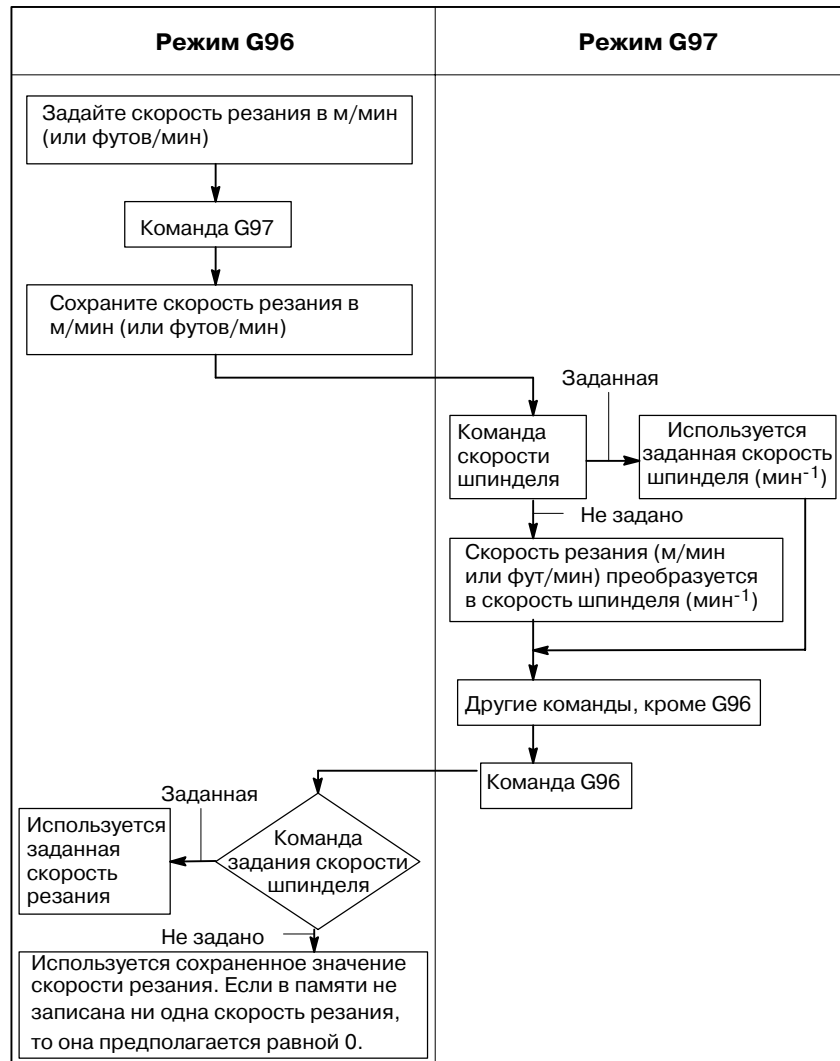 Режим G96
Режим G97
Задайте скорость резания в м/мин
(или футов/мин)
Команда G97
Сохраните скорость резания в
м/мин (или футов/мин)
Заданная
Команда
скорости
шпинделя
Используется
заданная скорость
шпинделя (мин-1)
Не задано
Скорость резания (м/мин
или фут/мин) преобразуется
в скорость шпинделя (мин-1)
Другие команды, кроме G96
Команда G96
Заданная
Используется
заданная
скорость
резания
Команда
задания скорости
шпинделя
Не задано
Используется сохраненное значение
скорости резания. Если в памяти не
записана ни одна скорость резания,
то она предполагается равной 0.